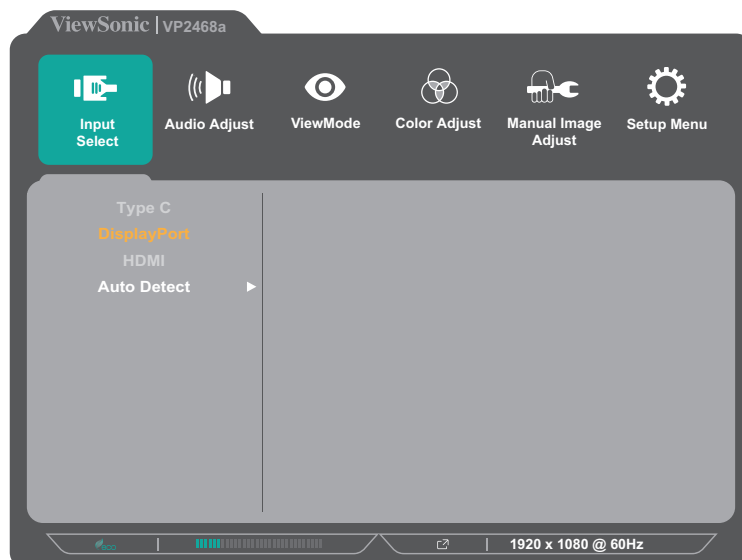 ViewSonic | VP2468a
Input Select
Audio Adjust
ViewMode
Color Adjust
Manual Image Adjust
Setup Menu
Type C
DisplayPort
HDMI
Auto Detect
eco
1920 x 1080 @ 60Hz